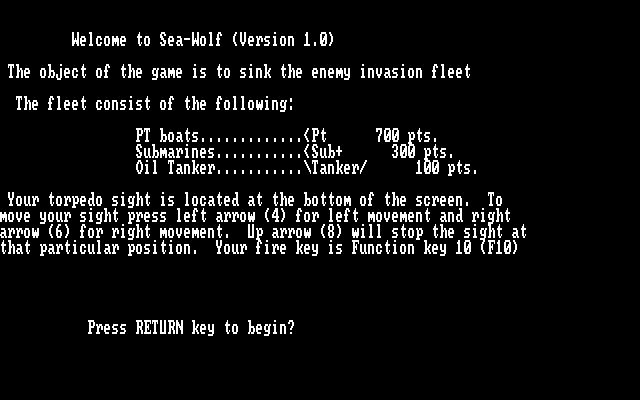 Welcome to Sea-Wolf (Version 1.0)
The object of the game is to sink the enemy invasion fleet
The fleet consist of the following:
PT boats.............<Pt 700 pts.
Submarines...........<Sub+ 300 pts.
Oil Tanker...........\Tanker/ 100 pts.
Your torpedo sight is located at the bottom of the screen. To
move your sight press left arrow (4) for left movement and right
arrow (6) for right movement. Up arrow (8) will stop the sight at
that particular position. Your fire key is Function key 10 (F10)
Press RETURN key to begin?